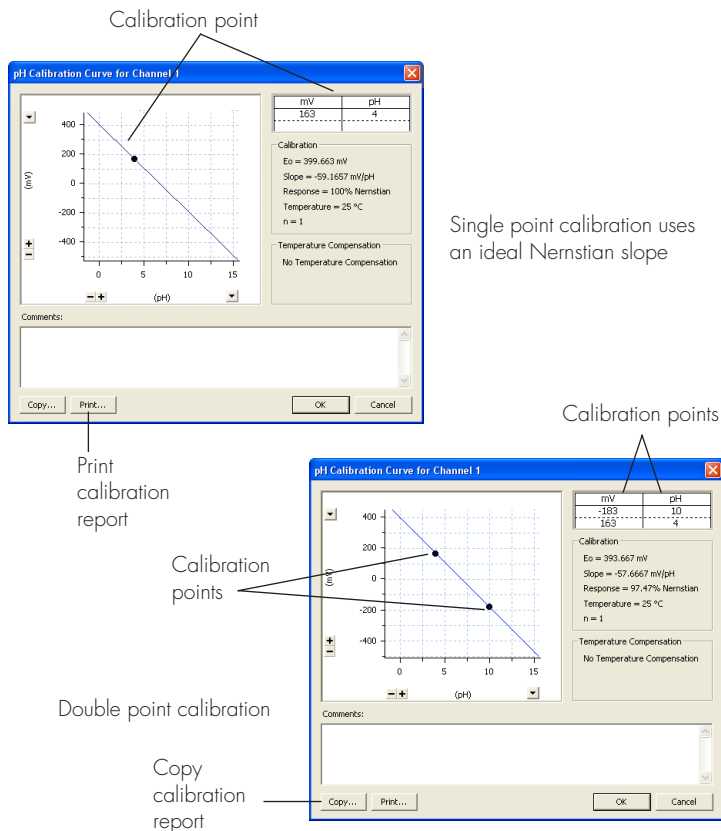 Calibration point
pH Calibration Curve for Channel 1
mV pH
163 4
400
200
0
-200
-400
(mV)
+
−
0 5 10 15
− + (pH)
Calibration
Eo = 399.663 mV
Slope = -59.1657 mV/pH
Response = 100% Nernstian
Temperature = 25 °C
n = 1
Temperature Compensation
No Temperature Compensation
Comments:
Copy... Print... OK Cancel
Single point calibration uses
an ideal Nernstian slope
Print
calibration
report
Calibration points
pH Calibration Curve for Channel 1
mV pH
-183 10
163 4
400
200
0
-200
-400
(mV)
+
−
0 5 10 15
− + (pH)
Calibration
Eo = 393.667 mV
Slope = -57.6667 mV/pH
Response = 97.47% Nernstian
Temperature = 25 °C
n = 1
Temperature Compensation
No Temperature Compensation
Calibration
points
Double point calibration
Comments:
Copy... Print... OK Cancel
Copy
calibration
report